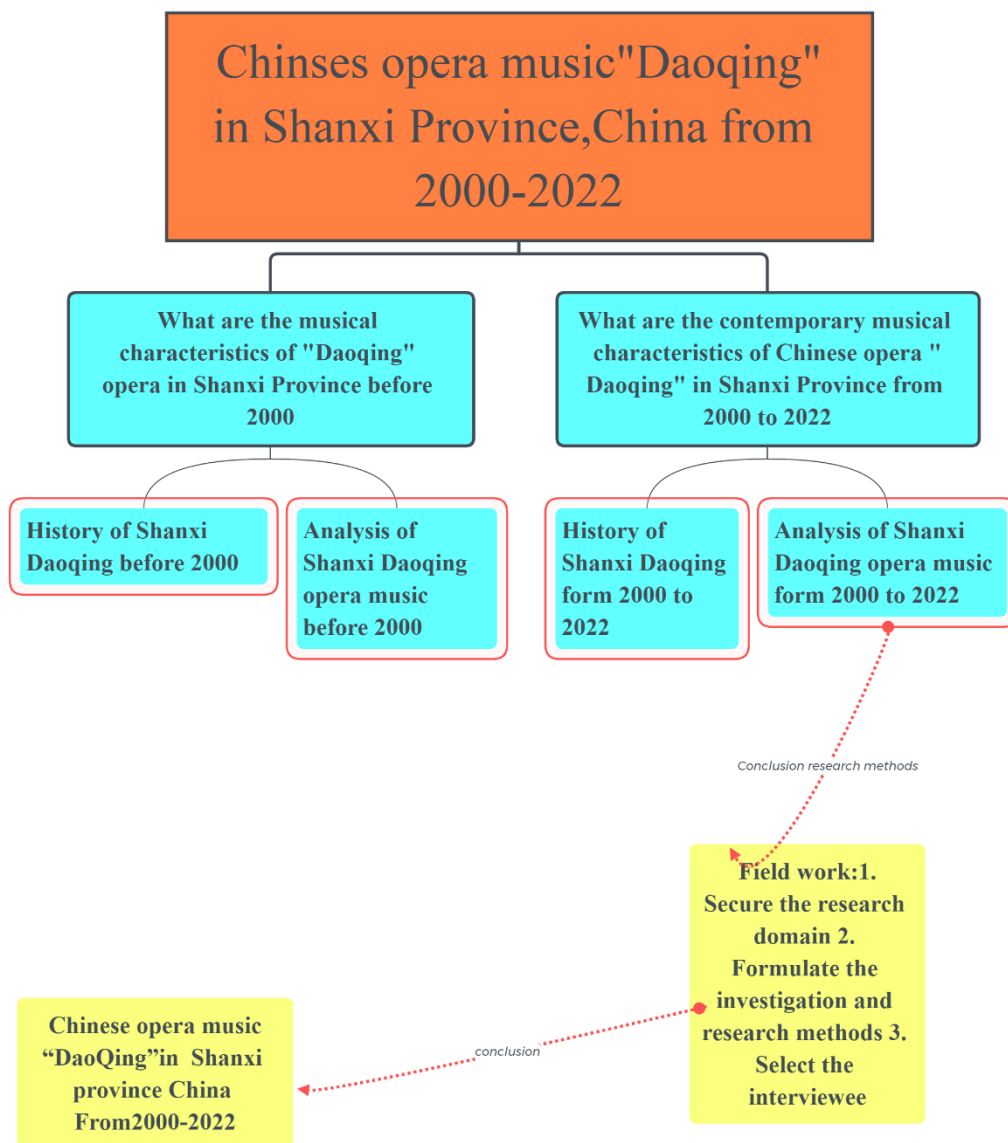 Chinses opera music"Daoqing"
in Shanxi Province,China from
2000-2022
What are the musical
characteristics of "Daoqing"
opera in Shanxi Province before
2000
What are the contemporary musical
characteristics of Chinese opera "
Daoqing" in Shanxi Province from
2000 to 2022
History of Shanxi
Daoqing before 2000
Analysis of
Shanxi Daoqing
opera music
before 2000
History of
Shanxi Daoqing
form 2000 to
2022
Analysis of Shanxi
Daoqing opera music
form 2000 to 2022
Conclusion research methods
Field work:1.
Secure the research
domain 2.
Formulate the
investigation and
research methods 3.
Select the
interviewee
conclusion
Chinese opera music
“DaoQing”in Shanxi
province China
From2000-2022